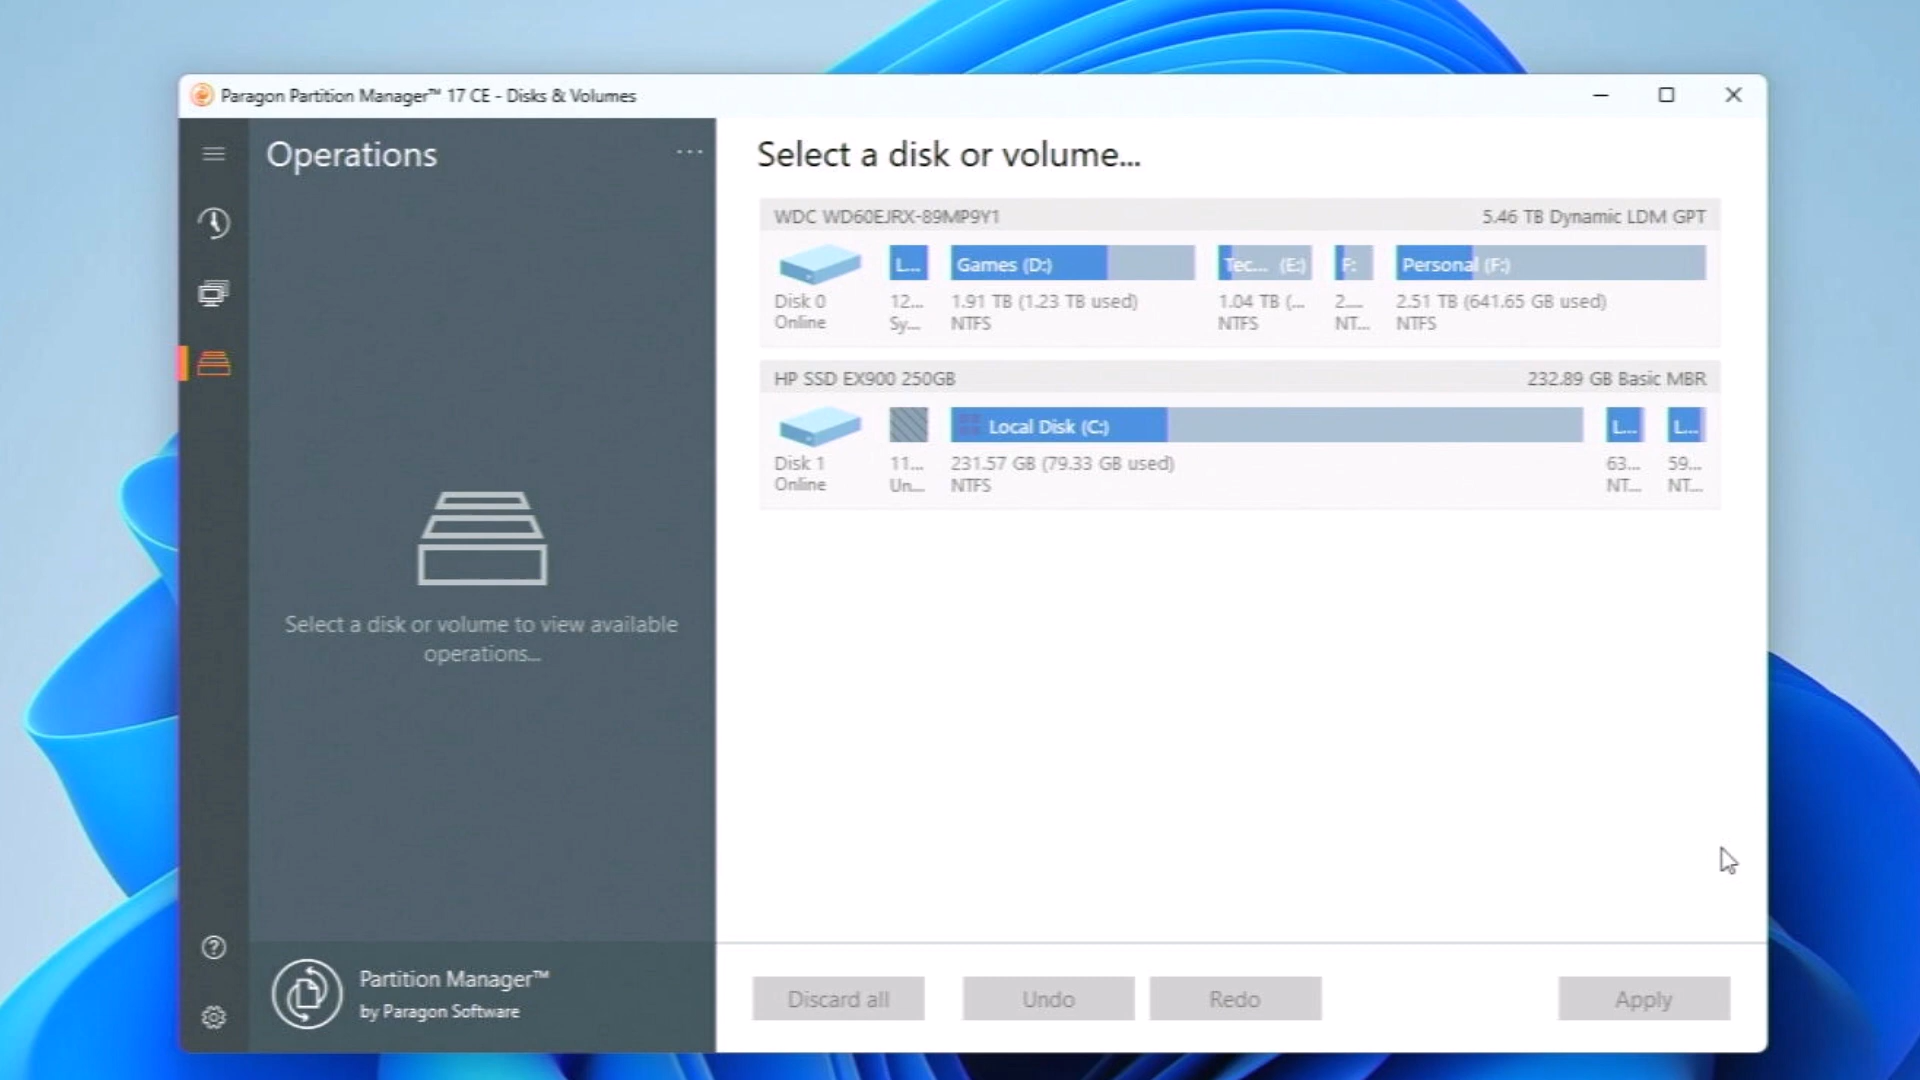 Paragon Partition Manager™ 17 CE - Disks & Volumes
Operations
...
Select a disk or volume to view available
operations...
Partition Manager™
by Paragon Software
Select a disk or volume...
WDC WD60EJRX-89MP9Y1
5.46 TB Dynamic LDM GPT
L...
Games (D:)
Tec... (E:)
F:
Personal (F:)
Disk 0
12...
1.91 TB (1.23 TB used)
1.04 TB (...
2...
2.51 TB (641.65 GB used)
Online
Sy...
NTFS
NTFS
NT...
NTFS
HP SSD EX900 250GB
232.89 GB Basic MBR
Local Disk (C:)
L...
L...
Disk 1
11...
231.57 GB (79.33 GB used)
63...
59...
Online
Un...
NTFS
NT...
NT...
Discard all
Undo
Redo
Apply